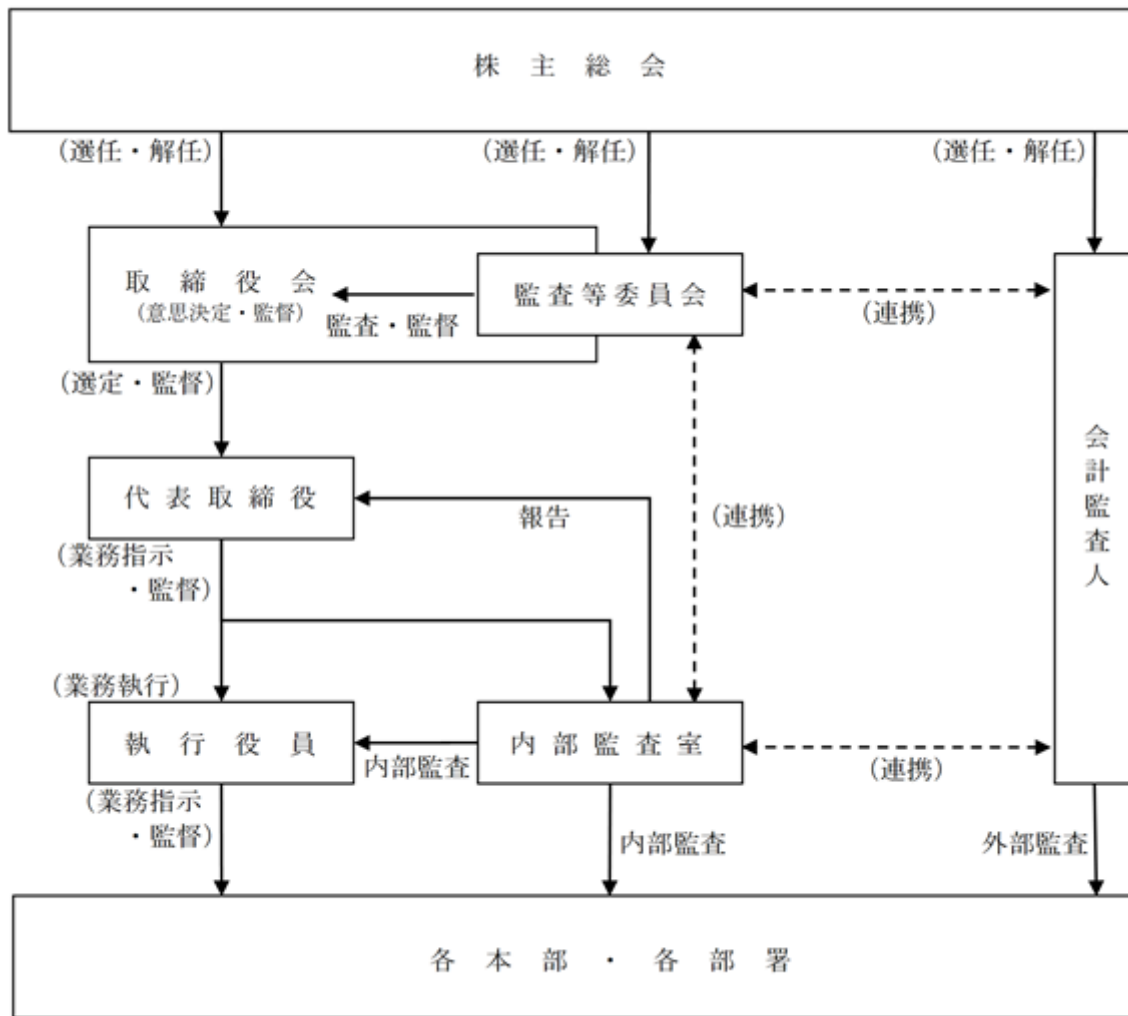 株主総会
(選任・解任)
(選任・解任)
(選任・解任)
取締役会
(意思決定・監督)
監査・監督
監査等委員会
(連携)
(選定・監督)
会計監査人
代表取締役
報告
(連携)
(業務指示
・監督)
(業務執行)
執行役員
内部監査
内部監査室
(連携)
(業務指示
・監督)
内部監査
外部監査
各本部・各部署